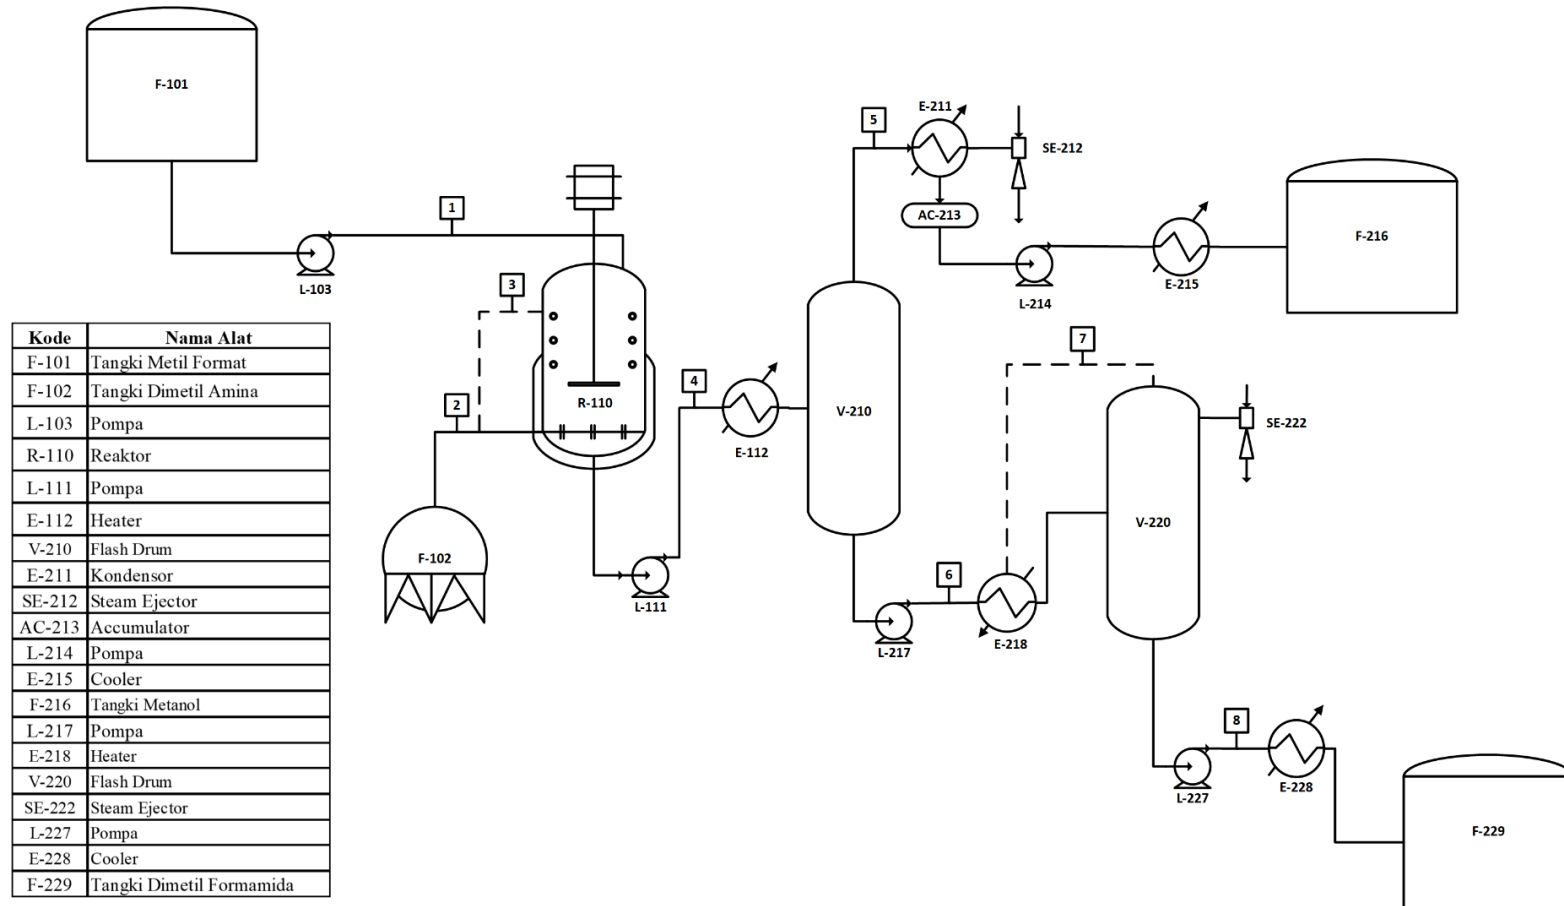 F-101
E-211
5
SE-212
AC-213
1
F-216
L-103
3
L-214
E-215
7
Kode Nama Alat
F-101 Tangki Metil Format
F-102 Tangki Dimetil Amina
L-103 Pompa
R-110 Reaktor
L-111 Pompa
E-112 Heater
V-210 Flash Drum
E-211 Kondensor
SE-212 Steam Ejector
AC-213 Accumulator
L-214 Pompa
E-215 Cooler
F-216 Tangki Metanol
L-217 Pompa
E-218 Heater
V-220 Flash Drum
SE-222 Steam Ejector
L-227 Pompa
E-228 Cooler
F-229 Tangki Dimetil Formamida
4
2
R-110
V-210
E-112
SE-222
V-220
F-102
6
L-111
L-217
E-218
8
L-227
E-228
F-229